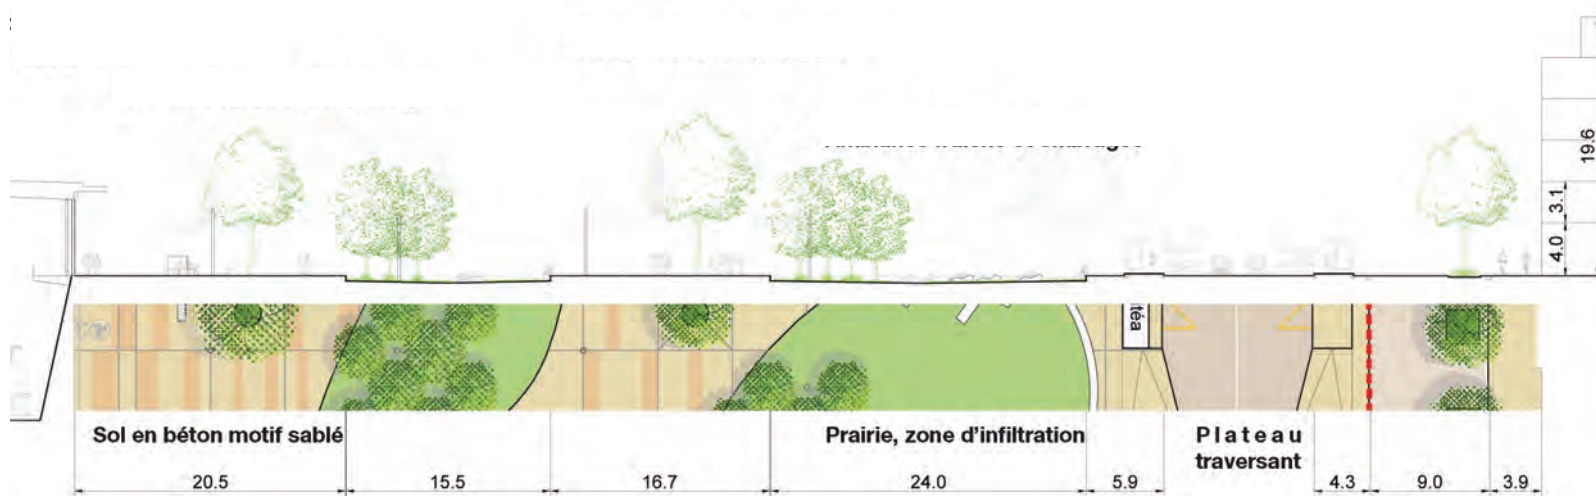 19.6
3.1
4.0
téa
Sol en béton motif sablé
Prairie, zone d'infiltration
Plateau
traversant
20.5
15.5
16.7
24.0
5.9
4.3
9.0
3.9